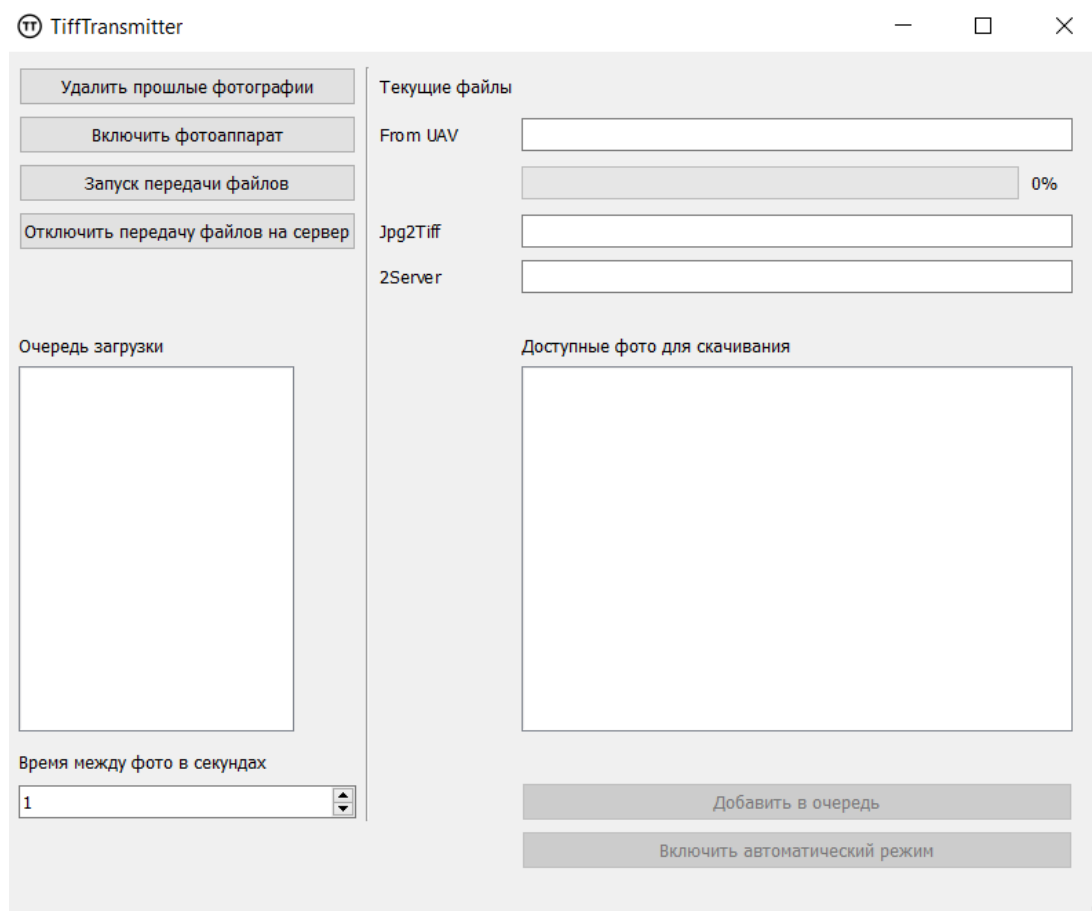 TiffTransmitter
Удалить прошлые фотографии
Включить фотоаппарат
Запуск передачи файлов
Отключить передачу файлов на сервер
Текущие файлы
From UAV
0%
Jpg2Tiff
2Server
Очередь загрузки
Доступные фото для скачивания
Время между фото в секундах
1
Добавить в очередь
Включить автоматический режим